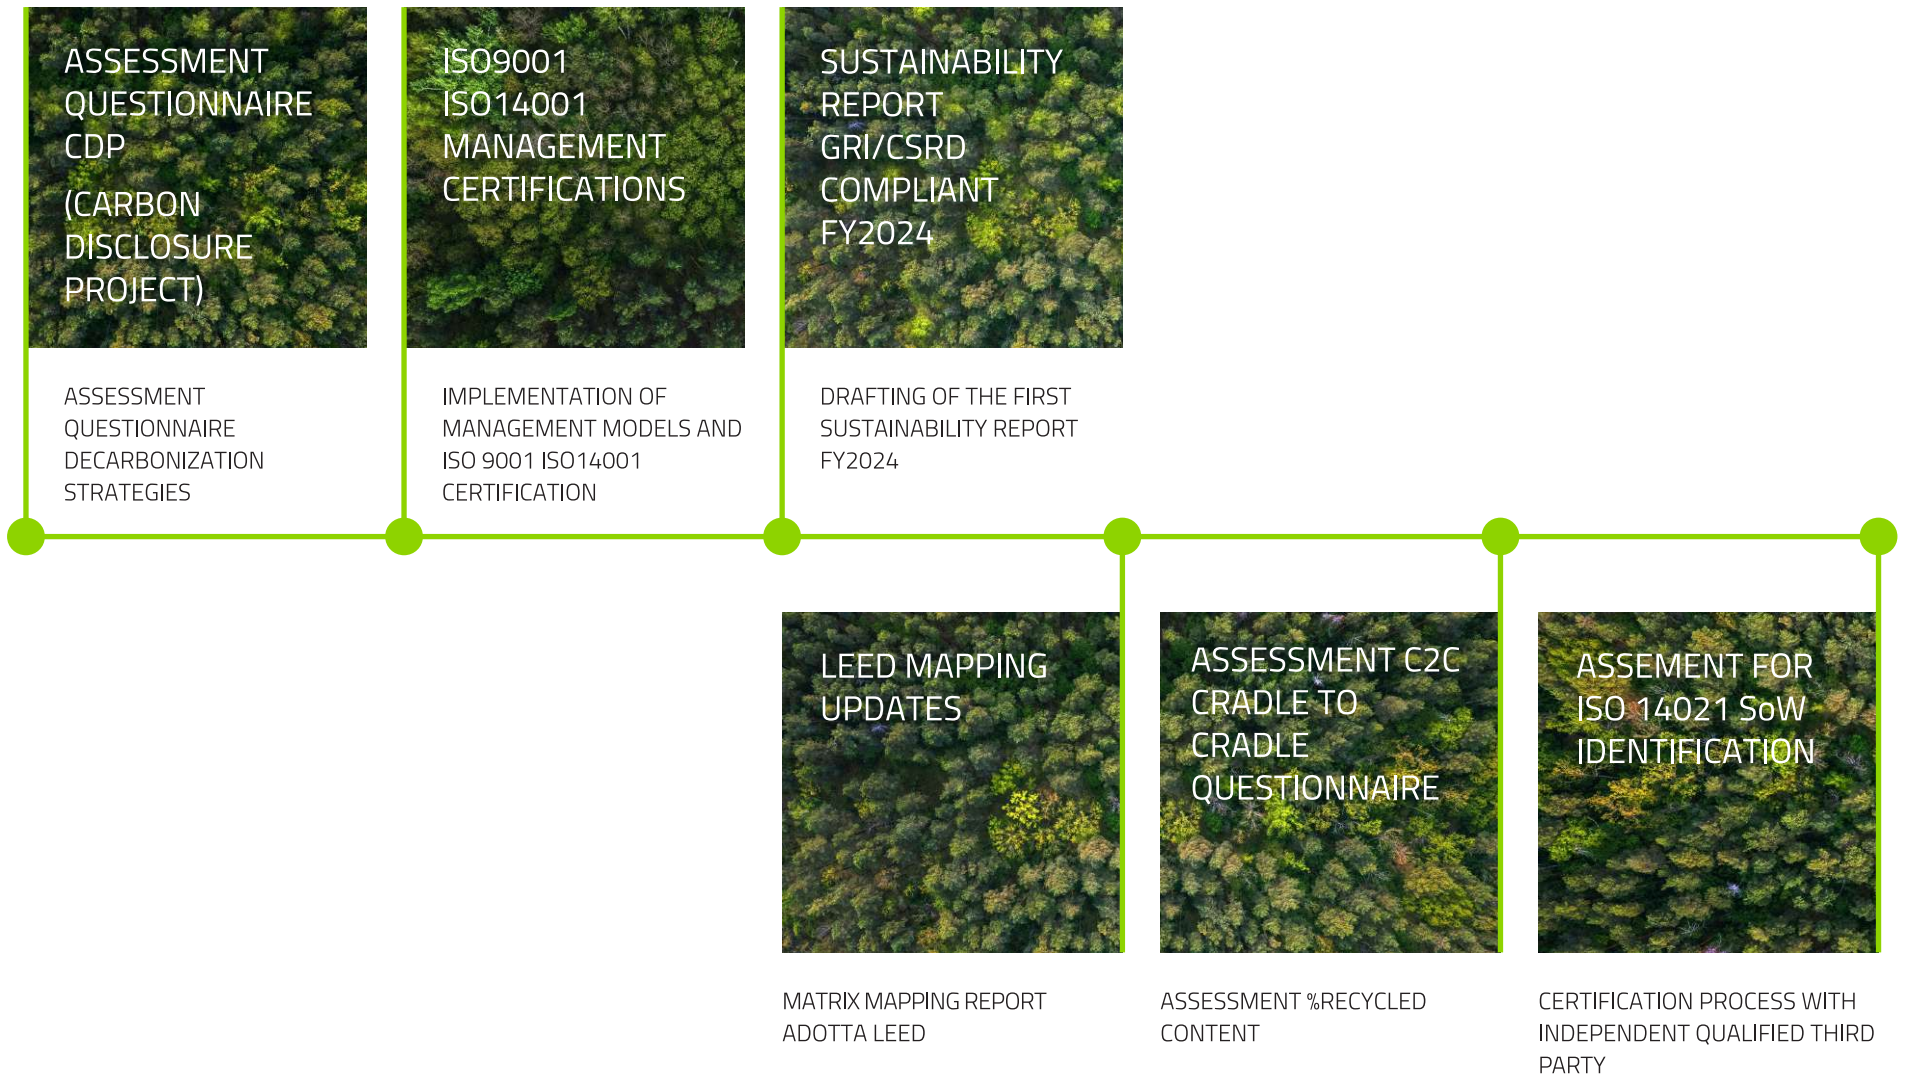 ASSESSMENT
QUESTIONNAIRE
CDP
(CARBON
DISCLOSURE
PROJECT)
ASSESSMENT
QUESTIONNAIRE
DECARBONIZATION
STRATEGIES
ISO9001
ISO14001
MANAGEMENT
CERTIFICATIONS
IMPLEMENTATION OF
MANAGEMENT MODELS AND
ISO 9001 ISO14001
CERTIFICATION
SUSTAINABILITY
REPORT
GRI/CSRD
COMPLIANT
FY2024
DRAFTING OF THE FIRST
SUSTAINABILITY REPORT
FY2024
LEED MAPPING
UPDATES
MATRIX MAPPING REPORT
ADOTTA LEED
ASSESSMENT C2C
CRADLE TO
CRADLE
QUESTIONNAIRE
ASSESSMENT %RECYCLED
CONTENT
ASSEMENT FOR
ISO 14021 SoW
IDENTIFICATION
CERTIFICATION PROCESS WITH
INDEPENDENT QUALIFIED THIRD
PARTY